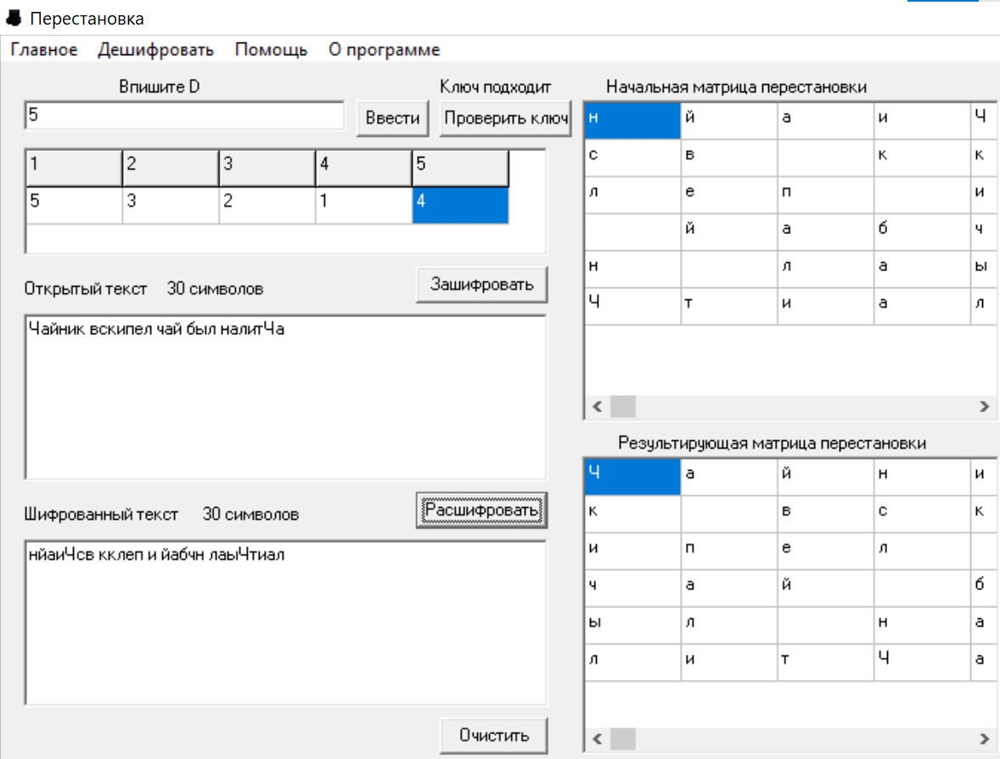 Перестановка
Главное Дешифровать Помощь О программе
Впишите D
Ключ подходит
5
Ввести
Проверить ключ
1 2 3 4 5
5 3 2 1 4
Открытый текст 30 символов
Зашифровать
Чайник вскипел чай был налитЧа
Шифрованный текст 30 символов
Расшифровать
нйаиЧсв кклеп и йабчн лаыЧтиал
Очистить
Начальная матрица перестановки
н й а и Ч
с в к к
л е п и
й а б ч
н л а ы
Ч т и а л
Результирующая матрица перестановки
Ч а й н и
к в с к
и п е л
ч а й б
ы л н а
л и т Ч а